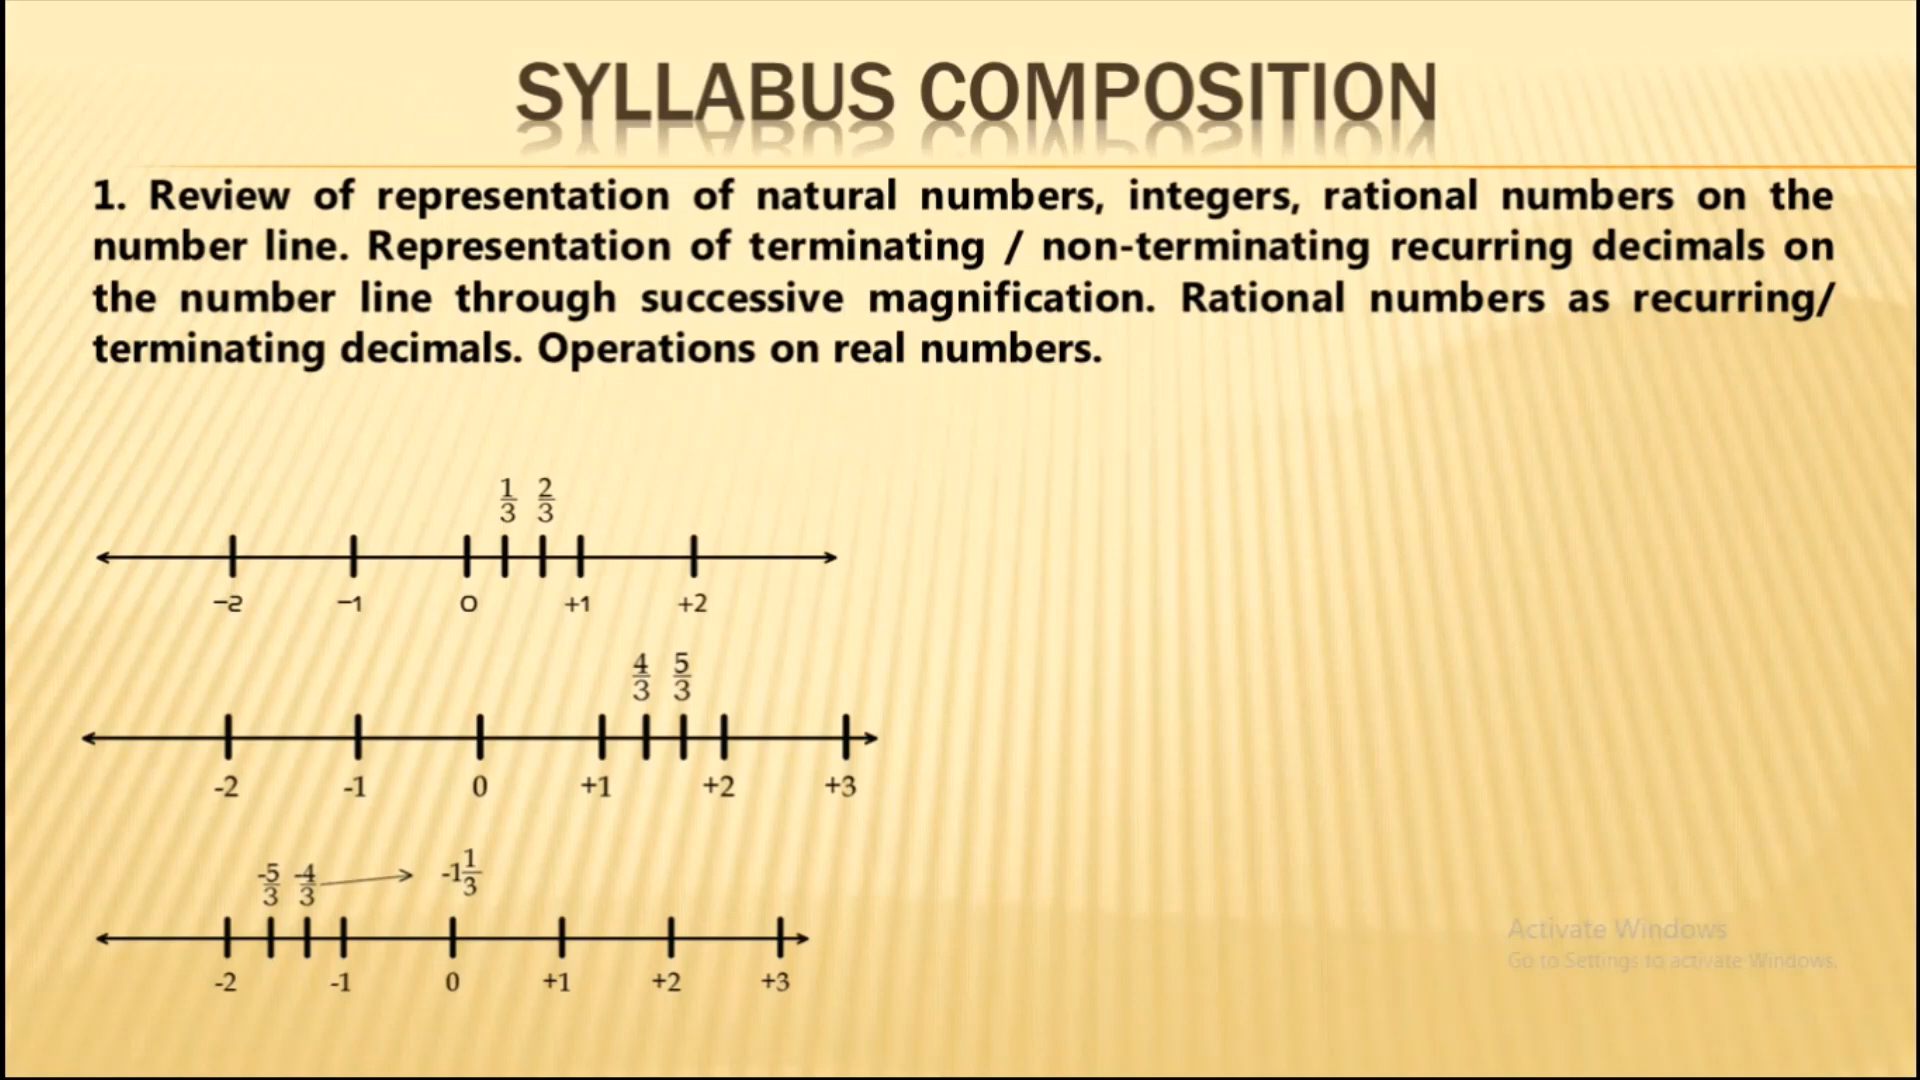 SYLLABUS COMPOSITION
1. Review of representation of natural numbers, integers, rational numbers on the
number line. Representation of terminating / non-terminating recurring decimals on
the number line through successive magnification. Rational numbers as recurring/
terminating decimals. Operations on real numbers.
1/3 2/3
−2 −1 0 +1 +2
4/3 5/3
-2 -1 0 +1 +2 +3
-5/3 -4/3 -1 1/3
-2 -1 0 +1 +2 +3
Activate Windows
Go to Settings to activate Windows.